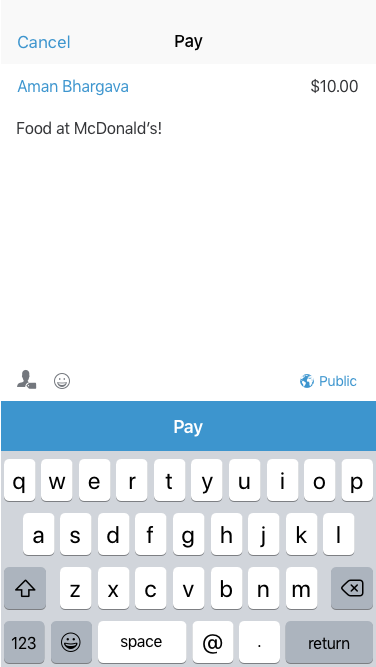 Cancel Pay
Aman Bhargava $10.00
Food at McDonald’s!
Public
Pay
q w e r t y u i o p
a s d f g h j k l
z x c v b n m
123 space @ . return